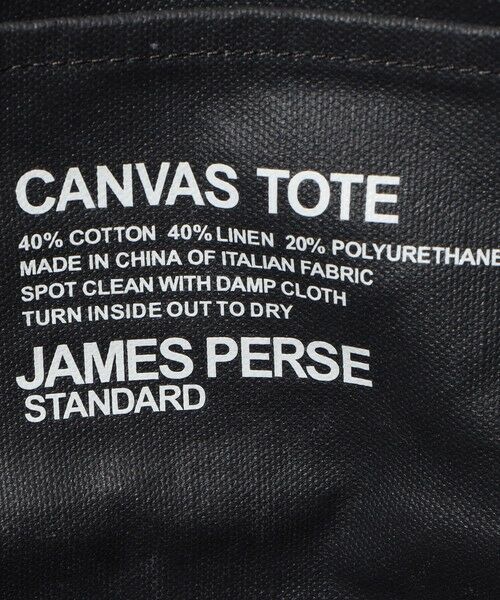 CANVAS TOTE
40% COTTON 40% LINEN 20% POLYURETHANE
MADE IN CHINA OF ITALIAN FABRIC
SPOT CLEAN WITH DAMP CLOTH
TURN INSIDE OUT TO DRY
JAMES PERSE
STANDARD